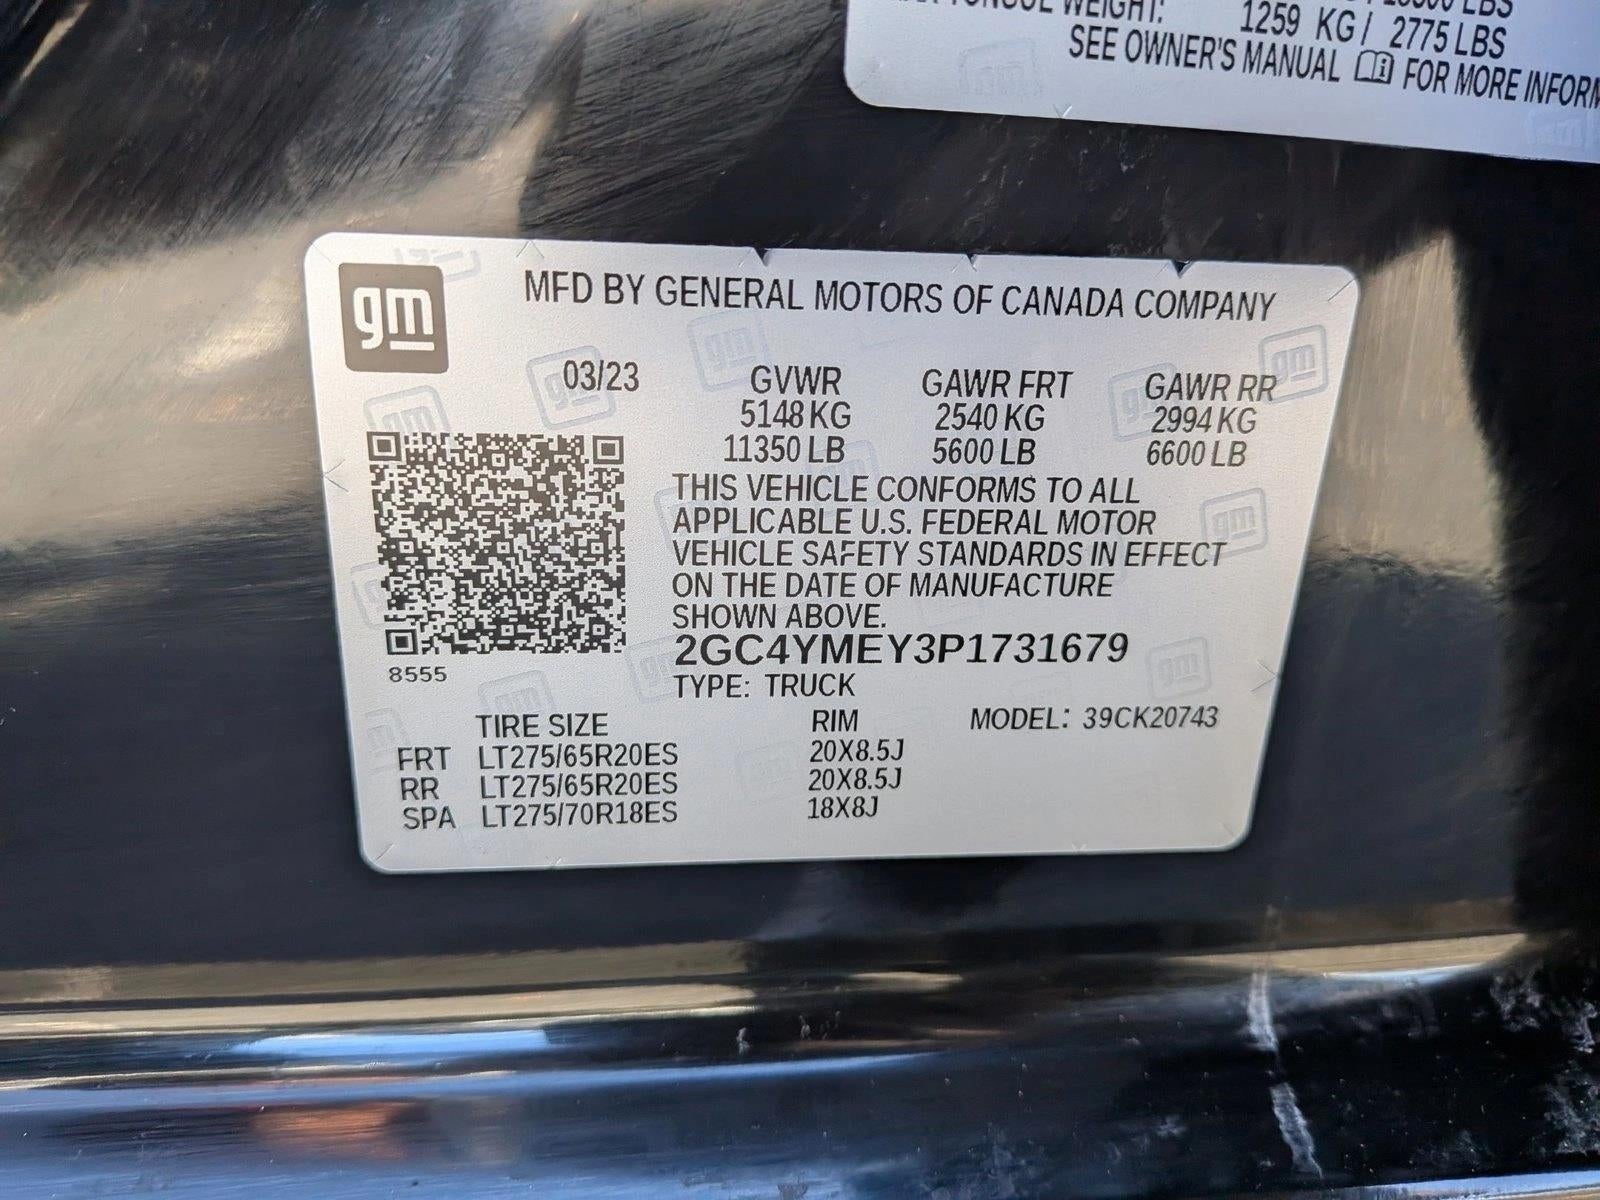 WEIGHT:
1259 KG / 2775 LBS
SEE OWNER'S MANUAL FOR MORE
gm
MFD BY GENERAL MOTORS OF CANADA COMPANY
03/23 GVWR GAWR FRT GAWR RR
5148 KG 2540 KG 2994 KG
11350 LB 5600 LB 6600 LB
THIS VEHICLE CONFORMS TO ALL
APPLICABLE U.S. FEDERAL MOTOR
VEHICLE SAFETY STANDARDS IN EFFECT
ON THE DATE OF MANUFACTURE
SHOWN ABOVE.
2GC4YMEY3P1731679
8555
TYPE: TRUCK
TIRE SIZE RIM MODEL: 39CK20743
FRT LT275/65R20ES 20X8.5J
RR LT275/65R20ES 20X8.5J
SPA LT275/70R18ES 18X8J